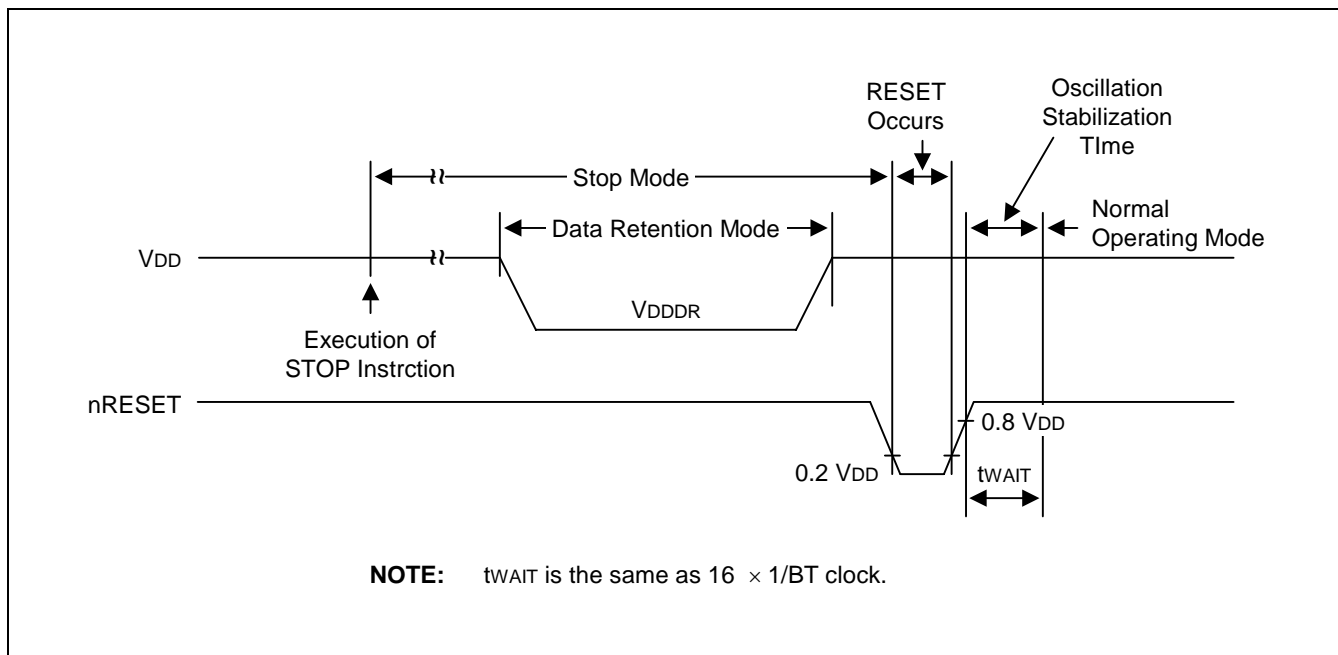 RESET
Occurs
Oscillation
Stabilization
TIme
Stop Mode
Data Retention Mode
Normal
Operating Mode
VDD
VDDDR
Execution of
STOP Instrction
nRESET
0.8 VDD
0.2 VDD
tWAIT
NOTE: tWAIT is the same as 16 × 1/BT clock.